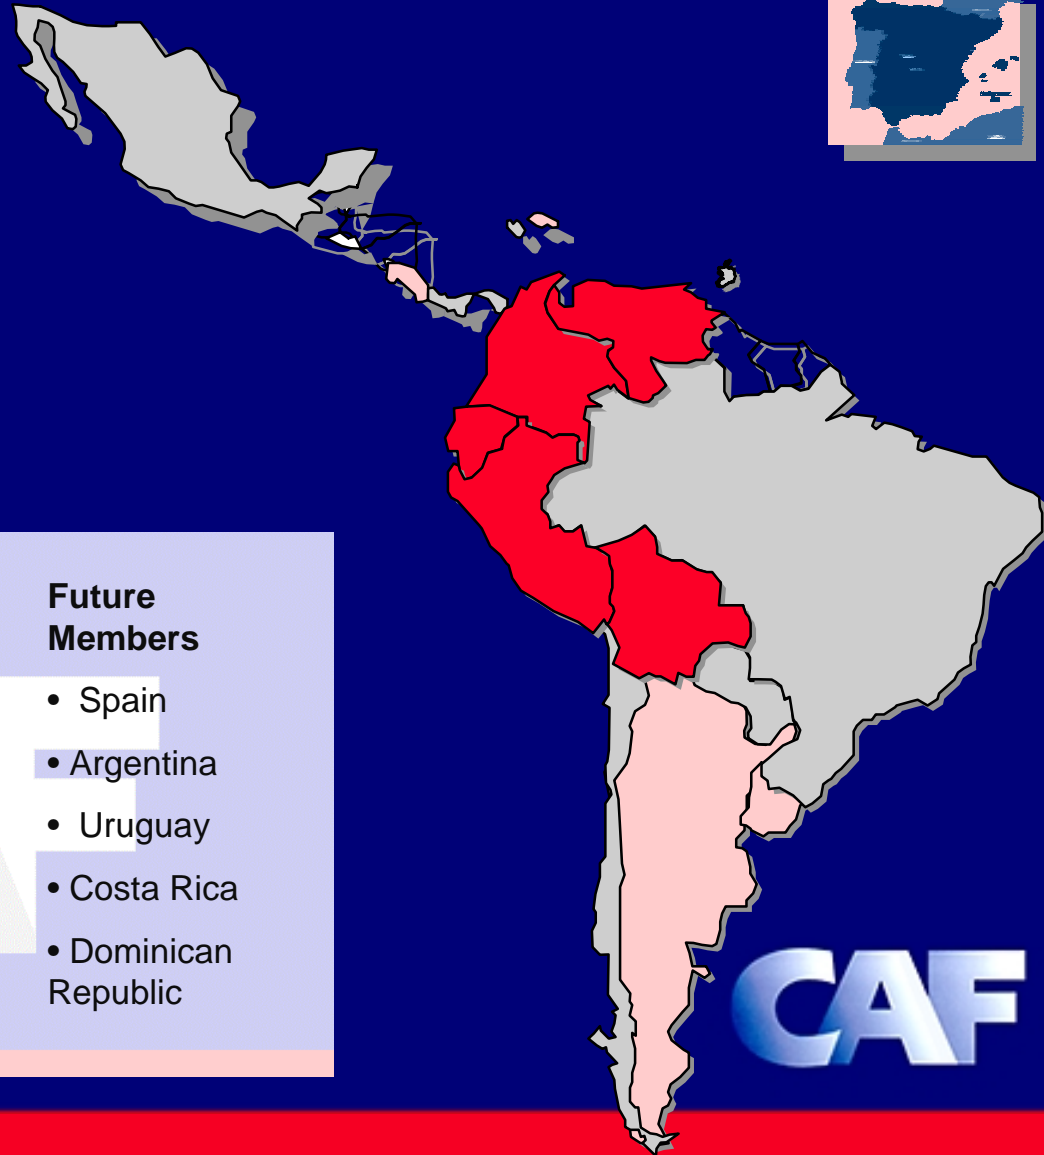 Future
Members
• Spain
• Argentina
• Uruguay
• Costa Rica
• Dominican
Republic
CAF